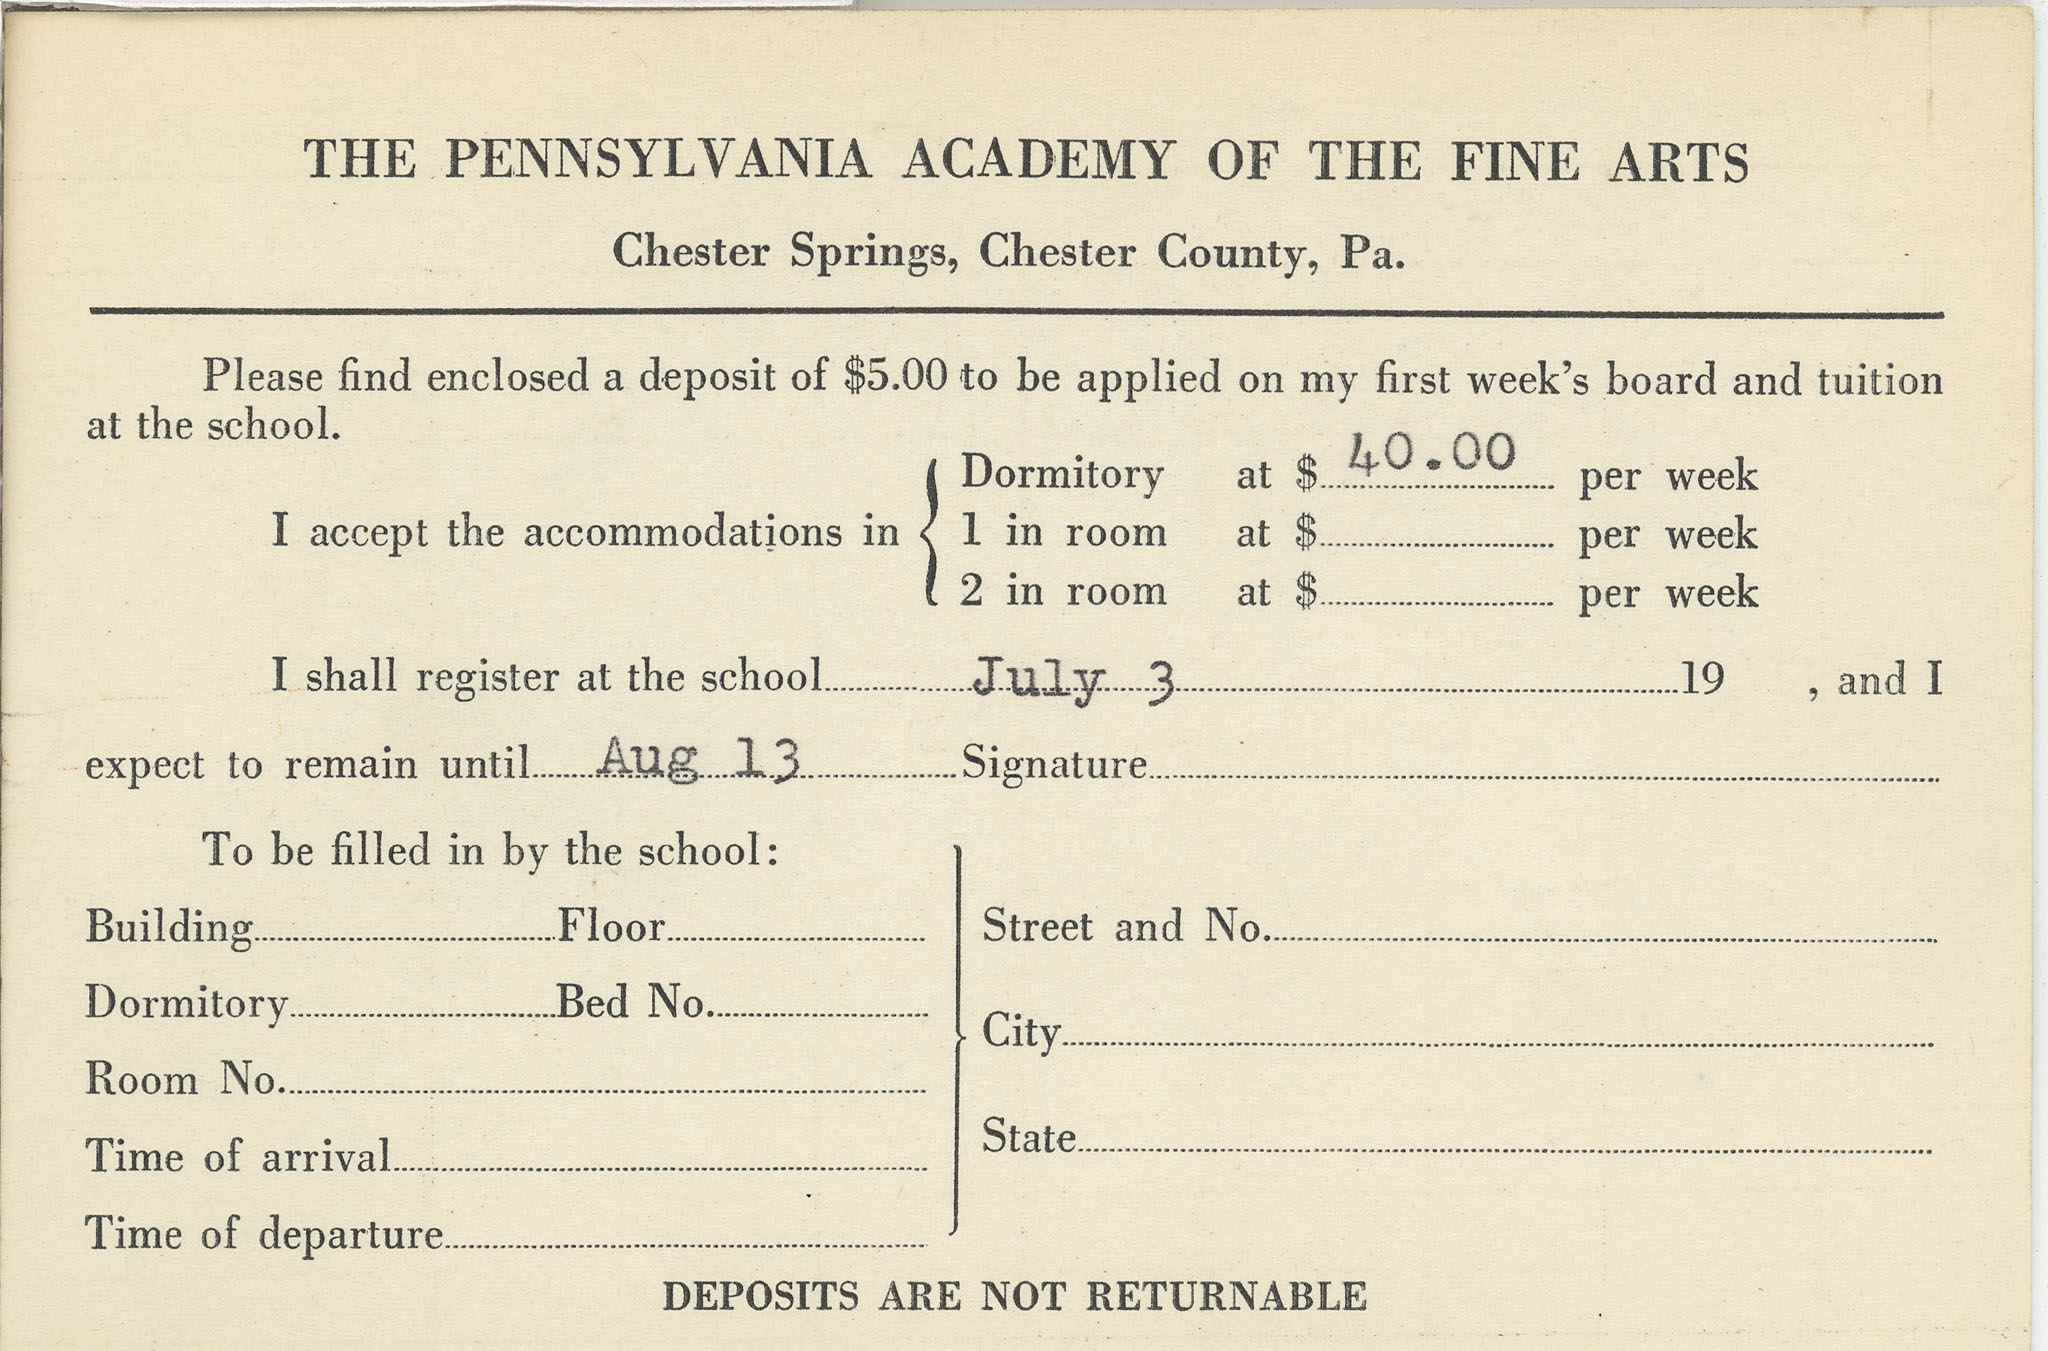 THE PENNSYLVANIA ACADEMY OF THE FINE ARTS
Chester Springs, Chester County, Pa.
Please find enclosed a deposit of $5.00 to be applied on my first week's board and tuition
at the school.
I accept the accommodations in
Dormitory at $ 40.00 per week
1 in room at $ per week
2 in room at $ per week
I shall register at the school July 3 19 , and I
expect to remain until Aug 13 Signature
To be filled in by the school:
Building Floor
Dormitory Bed No.
Room No.
Time of arrival
Time of departure
Street and No.
City
State
DEPOSITS ARE NOT RETURNABLE